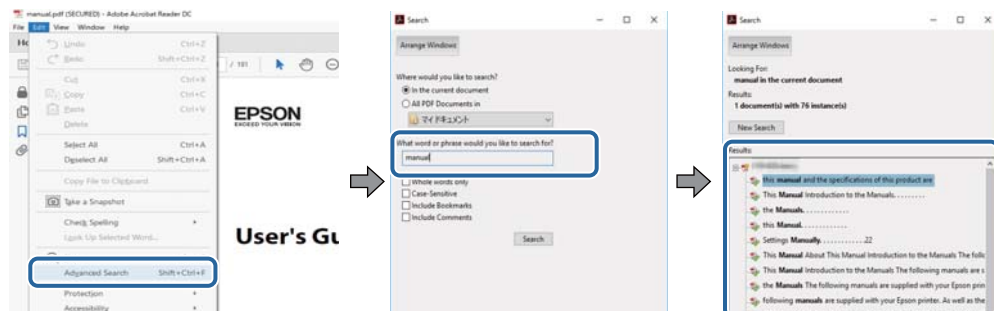 manual.pdf (SECURED) - Adobe Acrobat Reader DC
File Edit View Window Help
Undo Ctrl+Z
Redo Shift+Ctrl+Z
Cut Ctrl+X
Copy Ctrl+C
Paste Ctrl+V
Delete
Select All Ctrl+A
Deselect All Shift+Ctrl+A
Copy File to Clipboard
Take a Snapshot
Check Spelling
Look Up Selected Word...
Advanced Search Shift+Ctrl+F
Protection
Accessibility
/ 181
EPSON
EXCEED YOUR VISION
User's Gu
Search
Arrange Windows
Where would you like to search?
In the current document
All PDF Documents in
マイ ドキュメント
What word or phrase would you like to search for?
manual
Whole words only
Case-Sensitive
Include Bookmarks
Include Comments
Search
Search
Arrange Windows
Looking For:
manual in the current document
Results:
1 document(s) with 76 instance(s)
New Search
Results:
this manual and the specifications of this product are
This Manual Introduction to the Manuals. . . . . . . . .
the Manuals. . . . . . . . . . . . .
this Manual. . . . . . . . . . . . .
Settings Manually. . . . . . . . . . . . .22
This Manual About This Manual Introduction to the Manuals The follo
This Manual Introduction to the Manuals The following manuals are s
the Manuals The following manuals are supplied with your Epson prin
following manuals are supplied with your Epson printer. As well as the